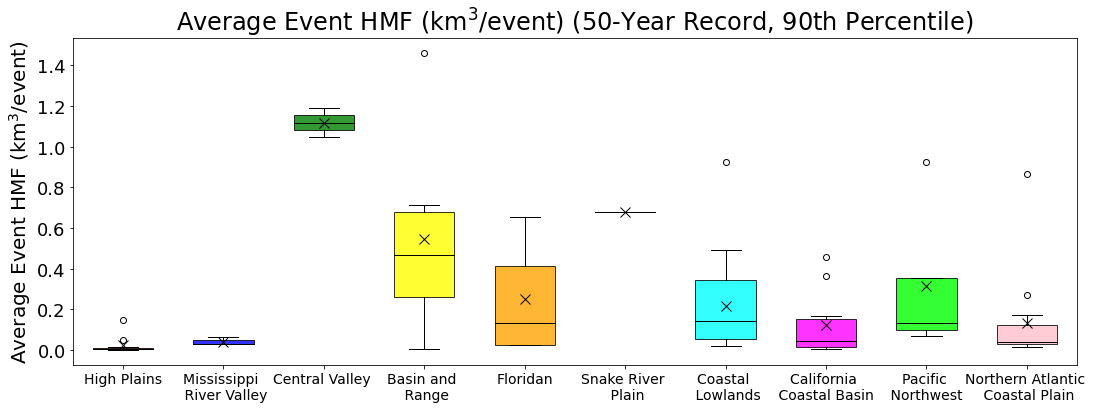 Average Event HMF (km³/event) (50-Year Record, 90th Percentile)
Average Event HMF (km³/event)
1.4
1.2
1.0
0.8
0.6
0.4
0.2
0.0
High Plains
Mississippi
River Valley
Central Valley
Basin and
Range
Floridan
Snake River
Plain
Coastal
Lowlands
California
Coastal Basin
Pacific
Northwest
Northern Atlantic
Coastal Plain